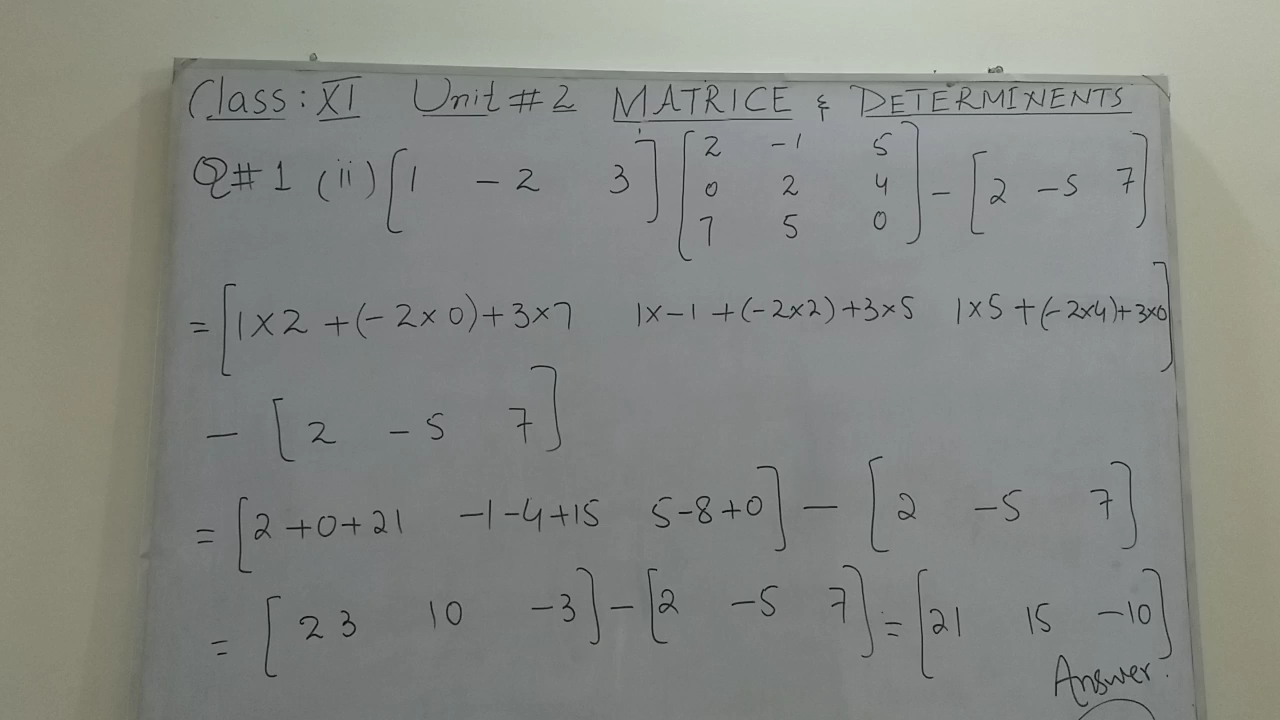 Class: XI Unit # 2 MATRICE & DETERMINENTS
Q# 1 (ii) [1 -2 3] [2 -1 5
0 2 4
7 5 0] - [2 -5 7]
= [1×2 +(-2×0)+3×7 1×-1 +(-2×2)+3×5 1×5 +(-2×4)+3×0]
- [2 -5 7]
= [2+0+21 -1-4+15 5-8+0] - [2 -5 7]
= [23 10 -3] - [2 -5 7] = [21 15 -10]
Answer.